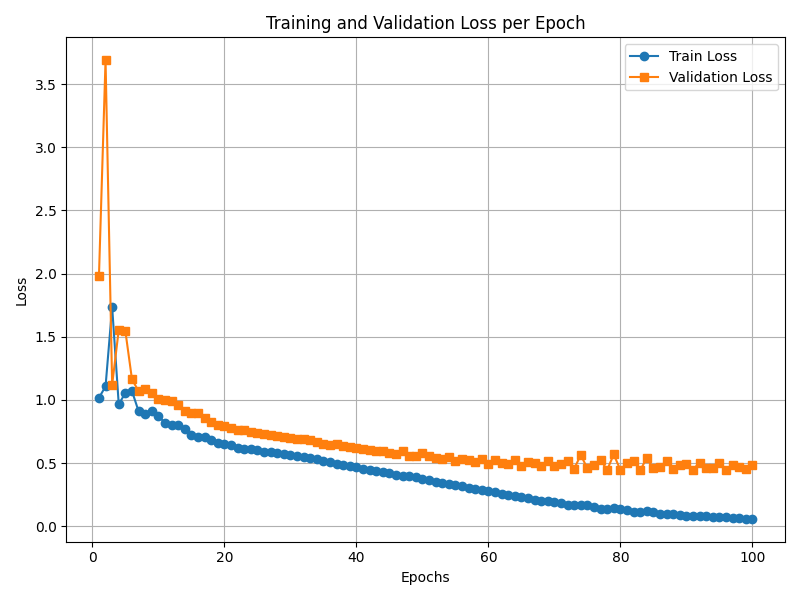 Training and Validation Loss per Epoch
Train Loss
Validation Loss
3.5
3.0
2.5
2.0
1.5
1.0
0.5
0.0
Loss
0 20 40 60 80 100
Epochs